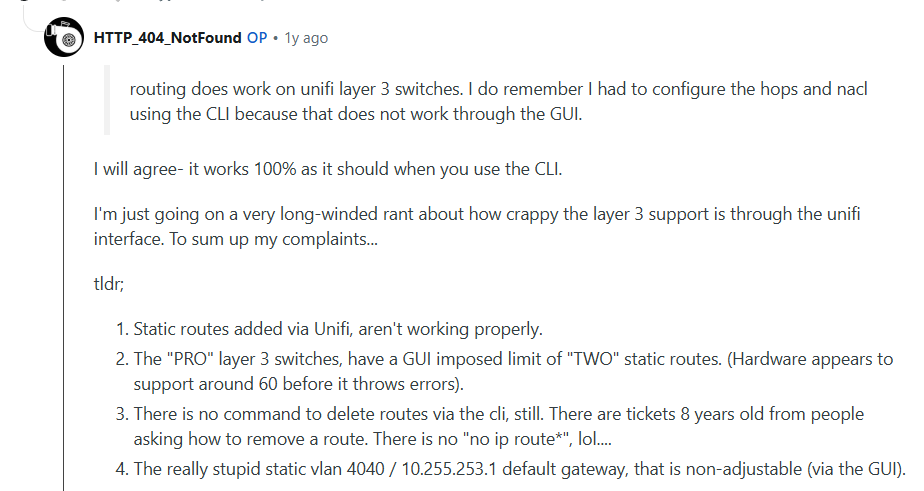 HTTP_404_NotFound OP • 1y ago
routing does work on unifi layer 3 switches. I do remember I had to configure the hops and nacl
using the CLI because that does not work through the GUI.
I will agree- it works 100% as it should when you use the CLI.
I'm just going on a very long-winded rant about how crappy the layer 3 support is through the unifi
interface. To sum up my complaints...
tldr;
1. Static routes added via Unifi, aren't working properly.
2. The "PRO" layer 3 switches, have a GUI imposed limit of "TWO" static routes. (Hardware appears to
support around 60 before it throws errors).
3. There is no command to delete routes via the cli, still. There are tickets 8 years old from people
asking how to remove a route. There is no "no ip route*", lol....
4. The really stupid static vlan 4040 / 10.255.253.1 default gateway, that is non-adjustable (via the GUI).